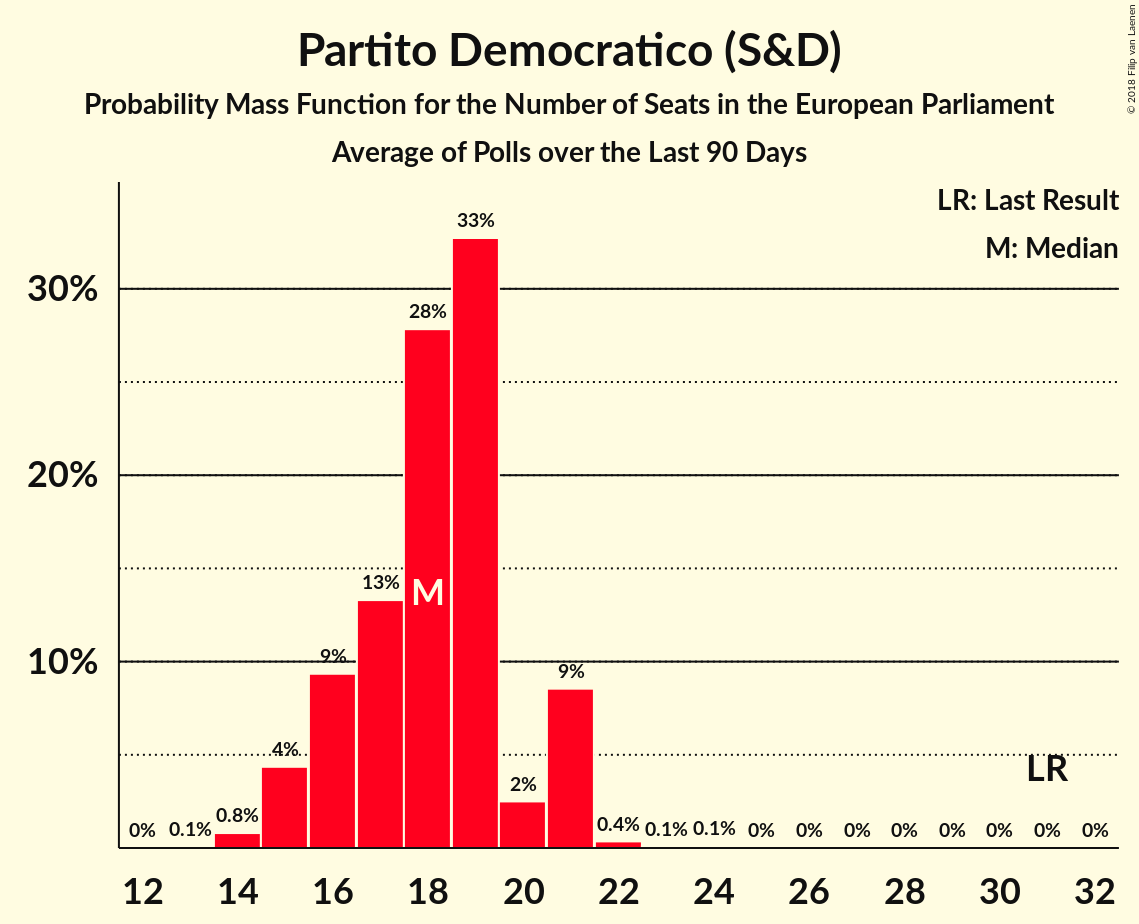 Partito Democratico (S&D)
Probability Mass Function for the Number of Seats in the European Parliament
Average of Polls over the Last 90 Days
© 2018 Filip van Laenen
LR: Last Result
M: Median
30%
20%
10%
0%
0.1%
0.8%
4%
9%
13%
28%
33%
2%
9%
0.4%
0.1%
0.1%
0%
0%
0%
0%
0%
0%
0%
0%
M
LR
12 14 16 18 20 22 24 26 28 30 32